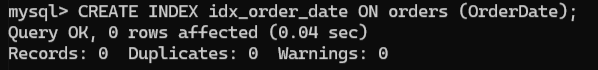 mysql> CREATE INDEX idx_order_date ON orders (OrderDate);
Query OK, 0 rows affected (0.04 sec)
Records: 0  Duplicates: 0  Warnings: 0